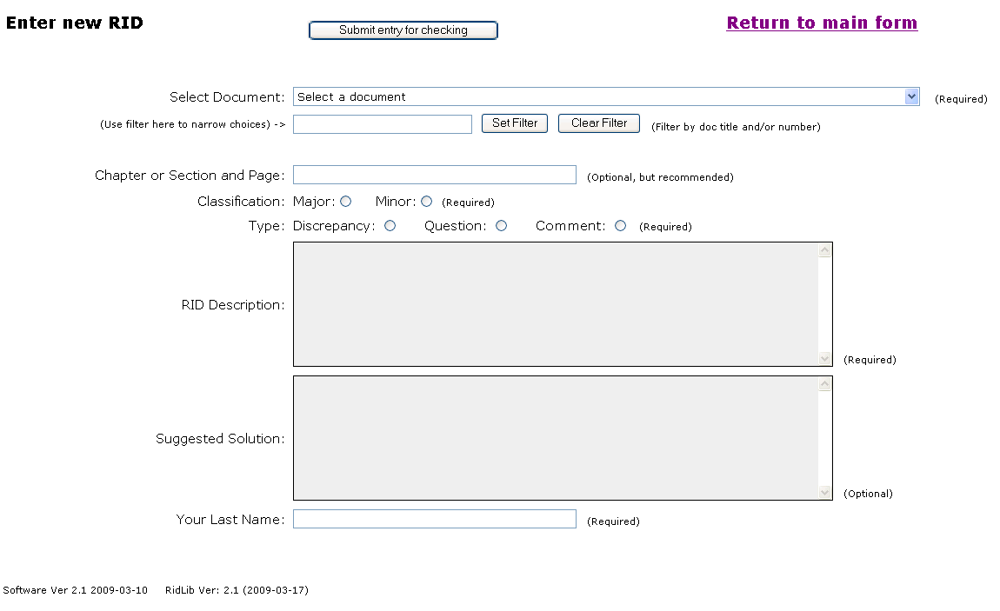 Enter new RID Submit entry for checking Return to main form
Select Document: Select a document (Required)
(Use filter here to narrow choices) -> Set Filter Clear Filter (Filter by doc title and/or number)
Chapter or Section and Page: (Optional, but recommended)
Classification: Major: Minor: (Required)
Type: Discrepancy: Question: Comment: (Required)
RID Description: (Required)
Suggested Solution: (Optional)
Your Last Name: (Required)
Software Ver 2.1 2009-03-10 RidLib Ver: 2.1 (2009-03-17)